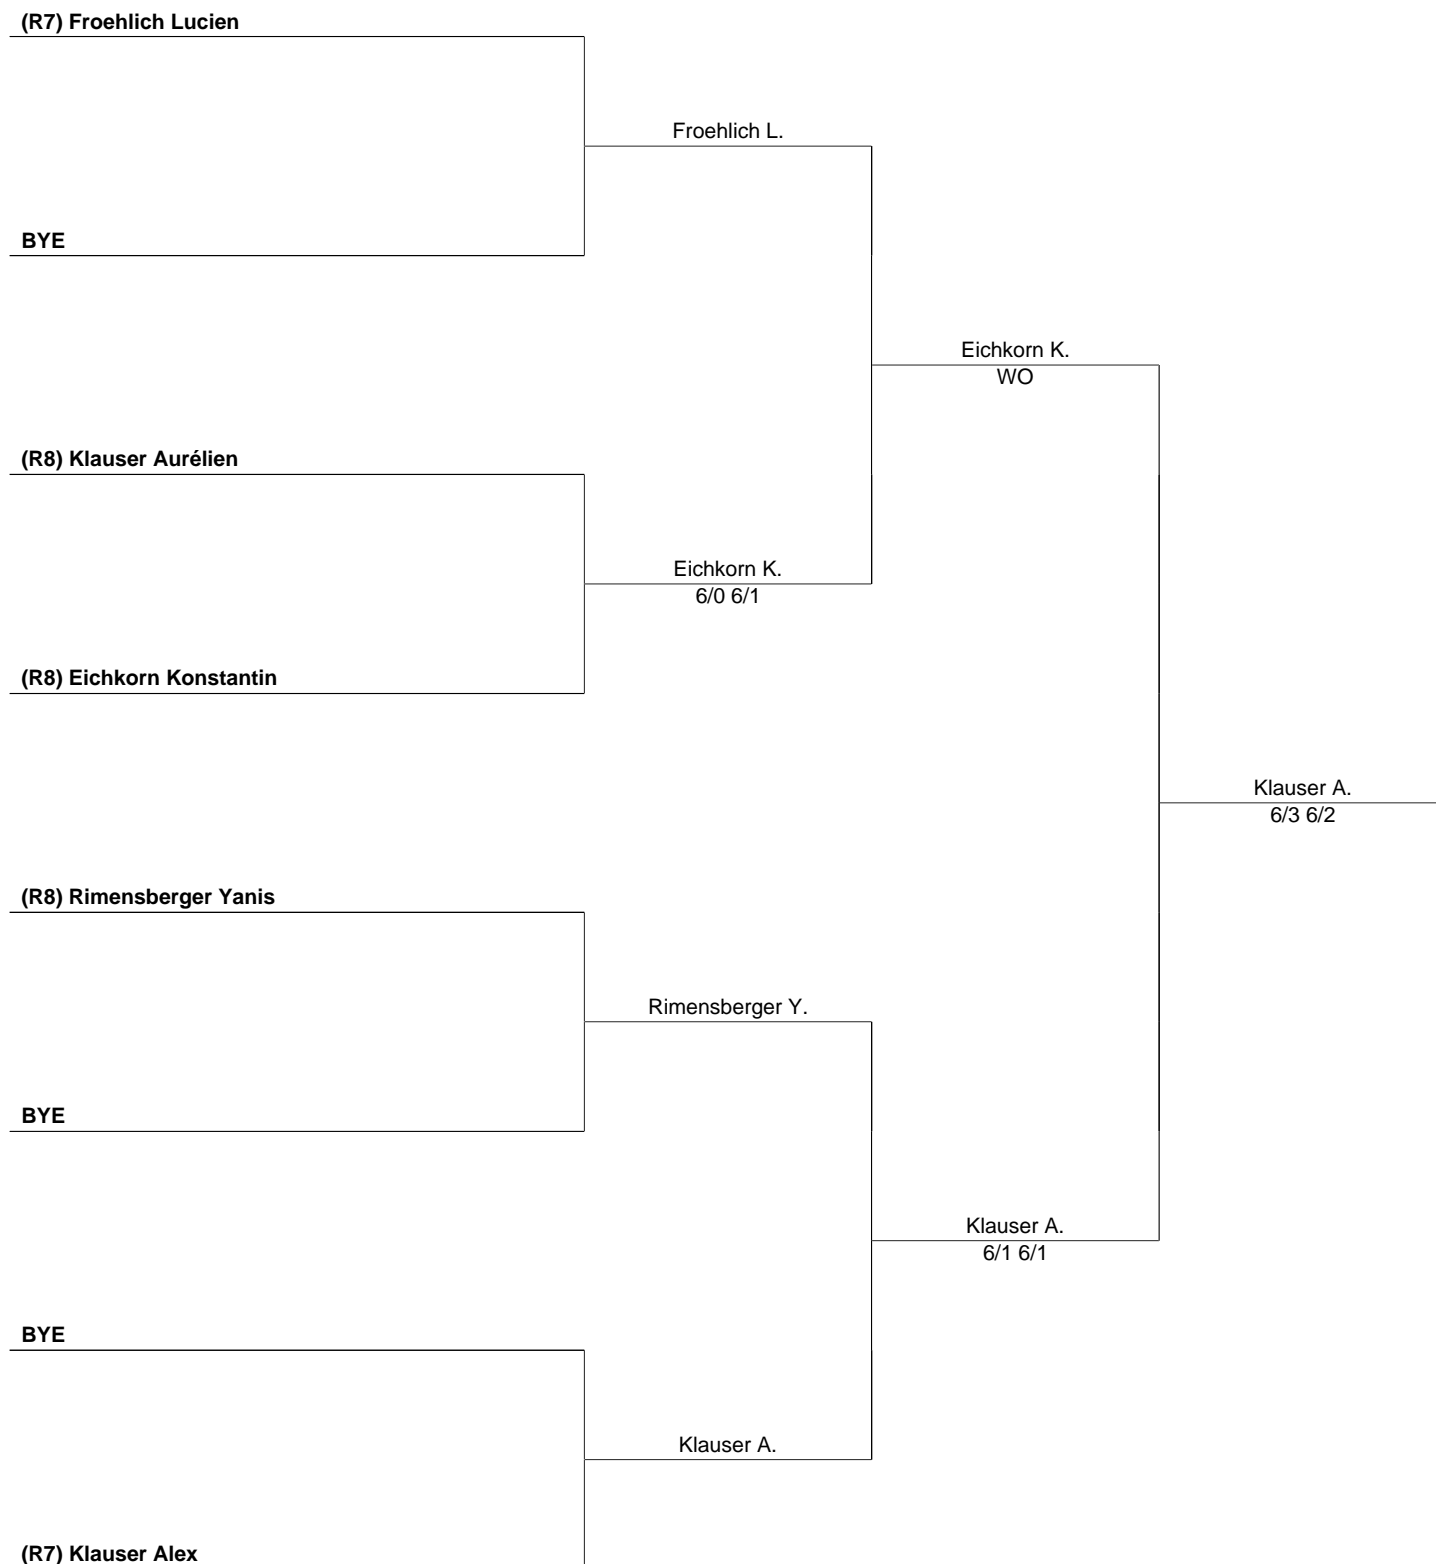 (R7) Froehlich Lucien
Froehlich L.
BYE
Eichkorn K.
WO
(R8) Klauser Aurélien
Eichkorn K.
6/0 6/1
(R8) Eichkorn Konstantin
Klauser A.
6/3 6/2
(R8) Rimensberger Yanis
Rimensberger Y.
BYE
Klauser A.
6/1 6/1
BYE
Klauser A.
(R7) Klauser Alex